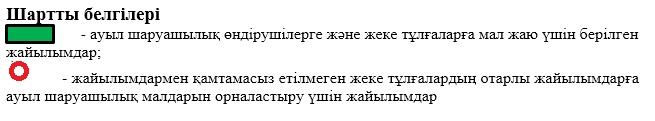 Шартты белгілері
- ауыл шаруашылық өндірушілерге және жеке тұлғаларға мал жаю үшін берілген
жайылымдар;
- жайылымдармен қамтамасыз етілмеген жеке тұлғалардың отарлы жайылымдарға
ауыл шаруашылық малдарын орналастыру үшін жайылымдар